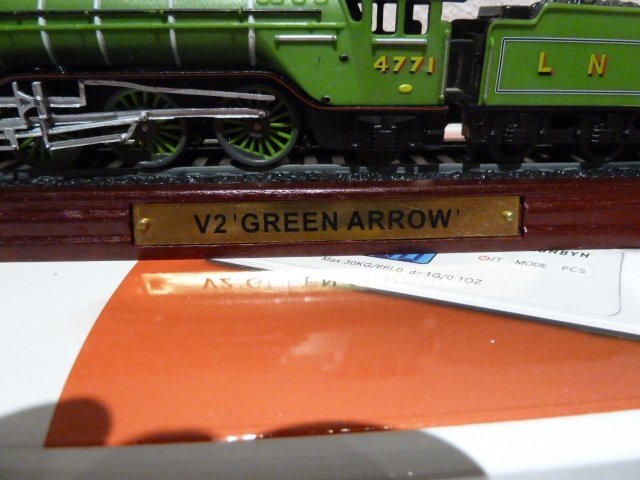 4771
L N
V2 'GREEN ARROW'
Max:30KG/66LB d=1G/0.1OZ
/T MODE PCS